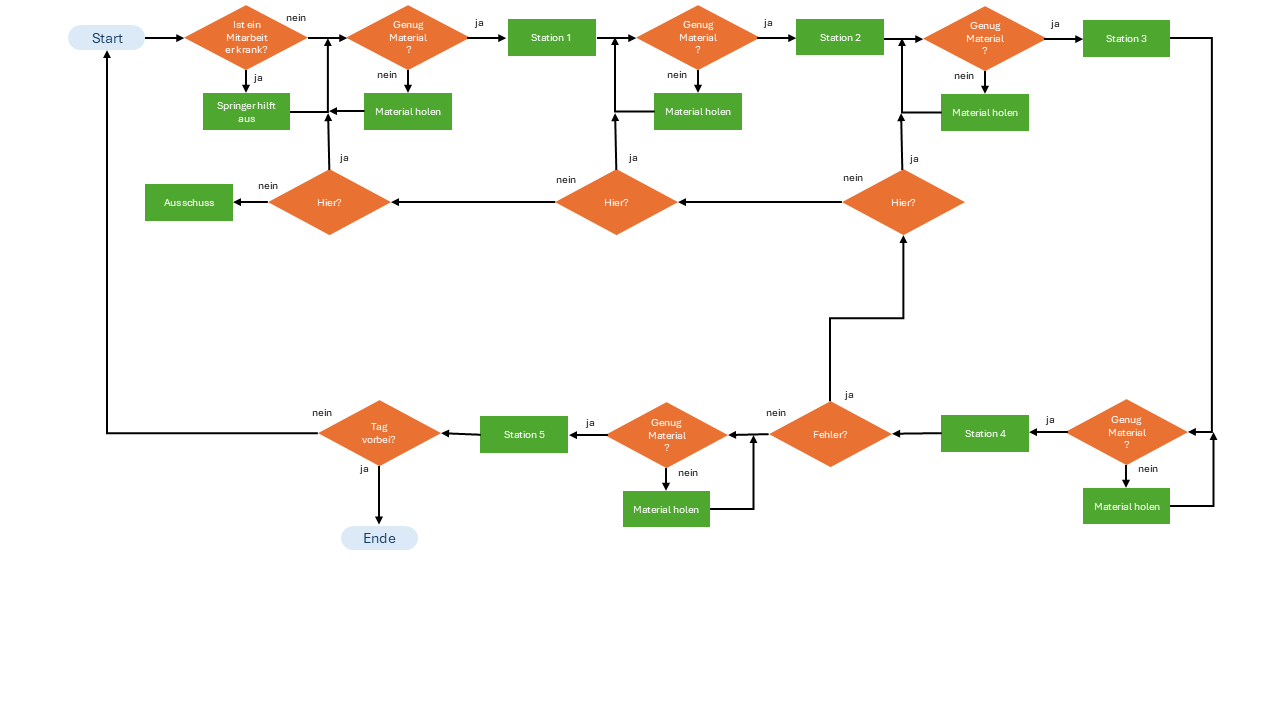 nein
Ist ein
Mitarbeit
er krank?
Start
ja
Springer hilft
aus
Genug
Material
?
ja
nein
Material holen
Station 1
Genug
Material
?
ja
nein
Material holen
Station 2
Genug
Material
?
ja
nein
Material holen
Station 3
ja
ja
ja
nein
nein
nein
Ausschuss
Hier?
Hier?
Hier?
nein
Tag
vorbei?
ja
Ende
Station 5
ja
Genug
Material
?
nein
Material holen
nein
ja
Fehler?
Station 4
ja
Genug
Material
?
nein
Material holen